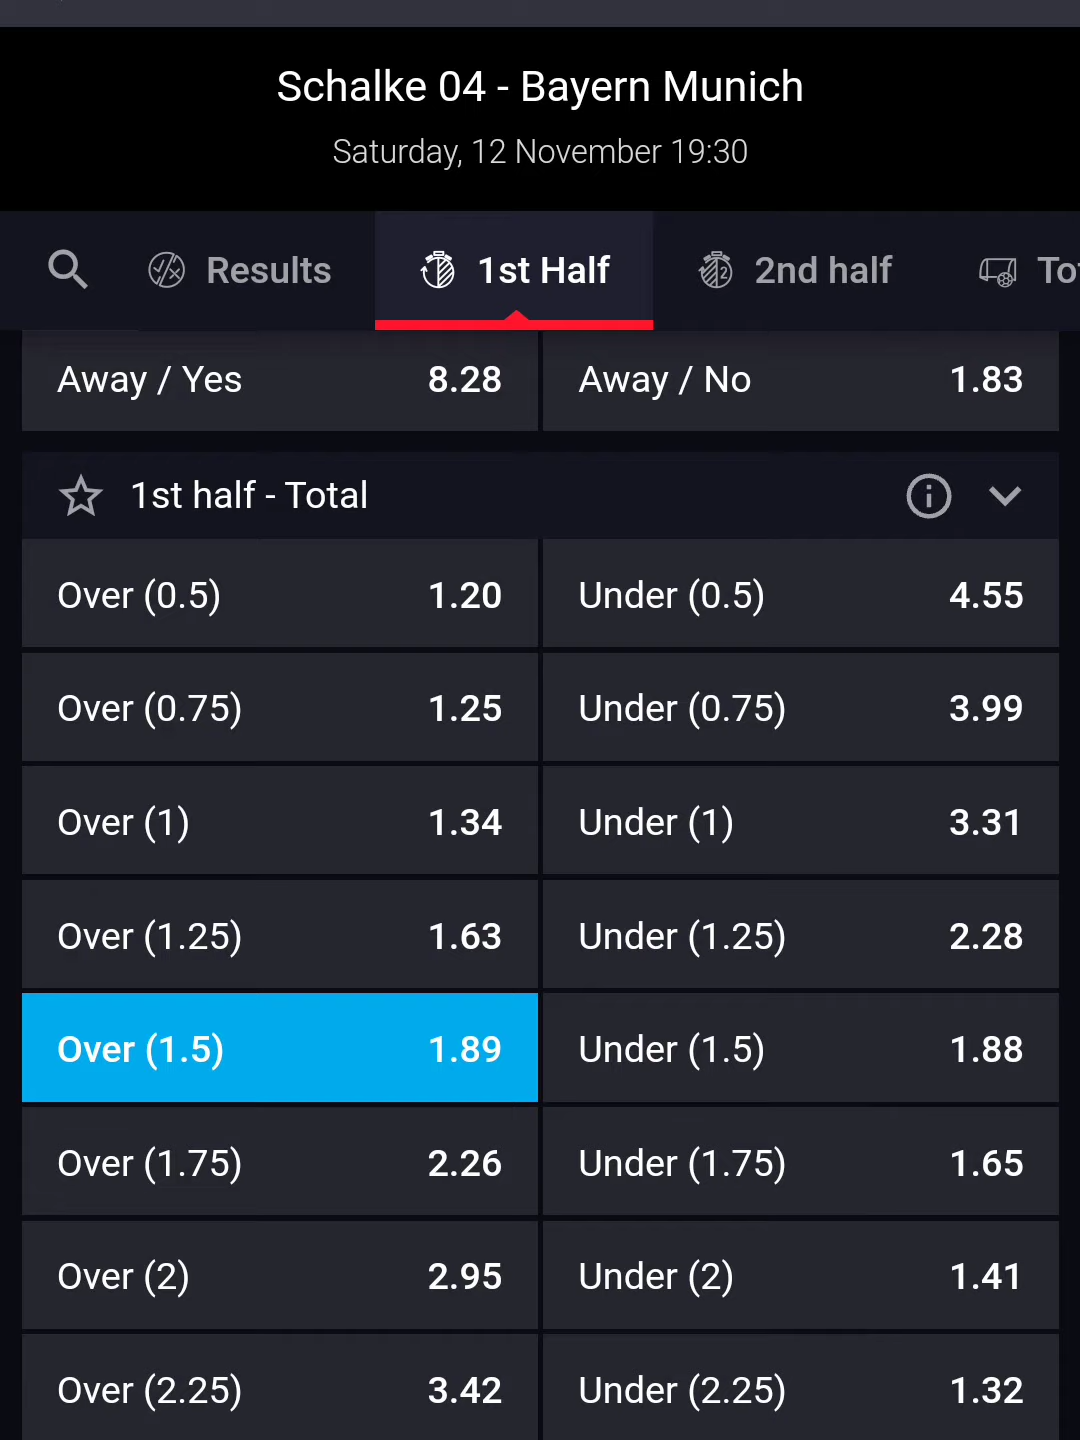 Schalke 04 - Bayern Munich
Saturday, 12 November 19:30
Results
1st Half
2nd half
To
Away / Yes 8.28 Away / No 1.83
1st half - Total
Over (0.5) 1.20 Under (0.5) 4.55
Over (0.75) 1.25 Under (0.75) 3.99
Over (1) 1.34 Under (1) 3.31
Over (1.25) 1.63 Under (1.25) 2.28
Over (1.5) 1.89 Under (1.5) 1.88
Over (1.75) 2.26 Under (1.75) 1.65
Over (2) 2.95 Under (2) 1.41
Over (2.25) 3.42 Under (2.25) 1.32